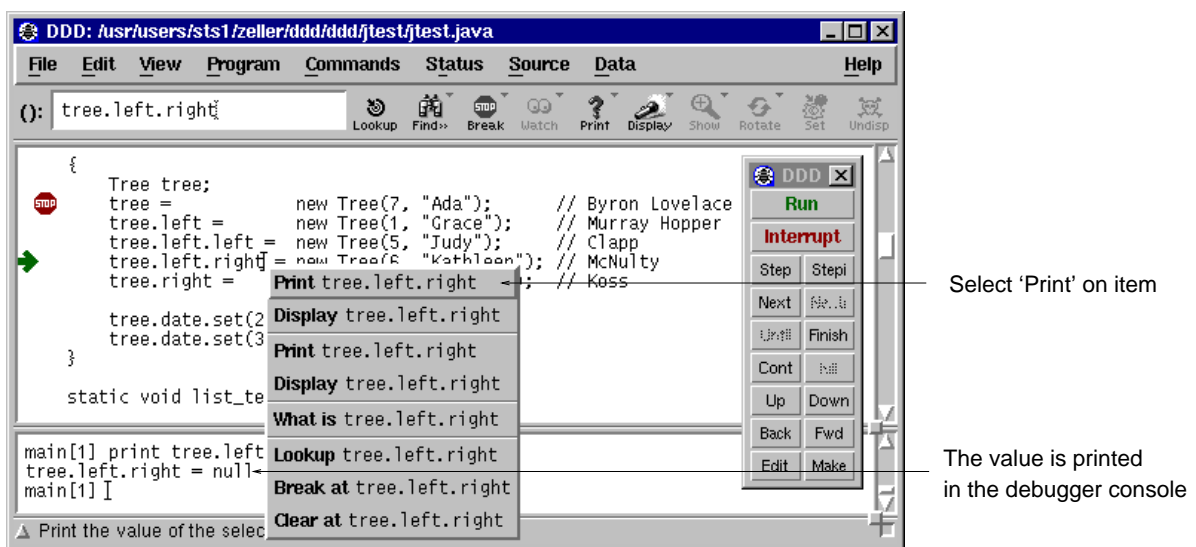 DDD: /usr/users/sts1/zeller/ddd/ddd/jtest/jtest.java
File Edit View Program Commands Status Source Data Help
(): tree.left.right
Lookup Find» Break Watch Print Display Show Rotate Set Undisp
STOP
{
Tree tree;
STOP tree = new Tree(7, "Ada"); // Byron Lovelace
tree.left = new Tree(1, "Grace"); // Murray Hopper
tree.left.left = new Tree(5, "Judy"); // Clapp
tree.left.right = new Tree(6, "Kathleen"); // McNulty
tree.right = ; // Koss
tree.date.set(2
tree.date.set(3
}
static void list_te
Print tree.left.right
Display tree.left.right
Print tree.left.right
Display tree.left.right
What is tree.left.right
Lookup tree.left.right
Break at tree.left.right
Clear at tree.left.right
DDD
Run
Interrupt
Step Stepi
Next
Finish
Cont
Up Down
Back Fwd
Edit Make
main[1] print tree.left
tree.left.right = null
main[1]
Print the value of the selec
Select ‘Print’ on item
The value is printed
in the debugger console